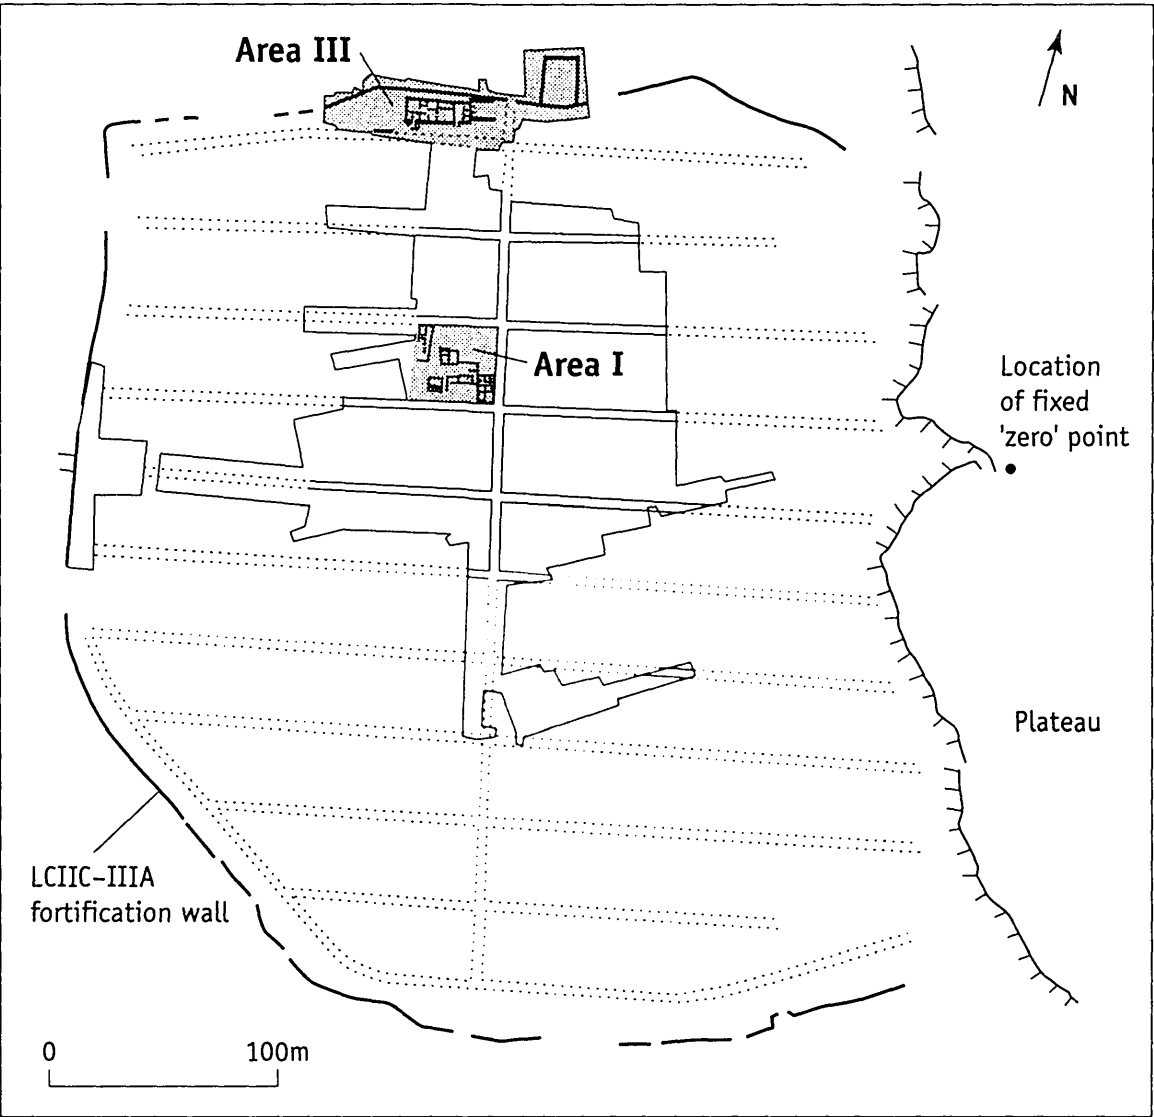 Area III
N
Area I
Location
of fixed
'zero' point
Plateau
LCIIC–IIIA
fortification wall
0 100m